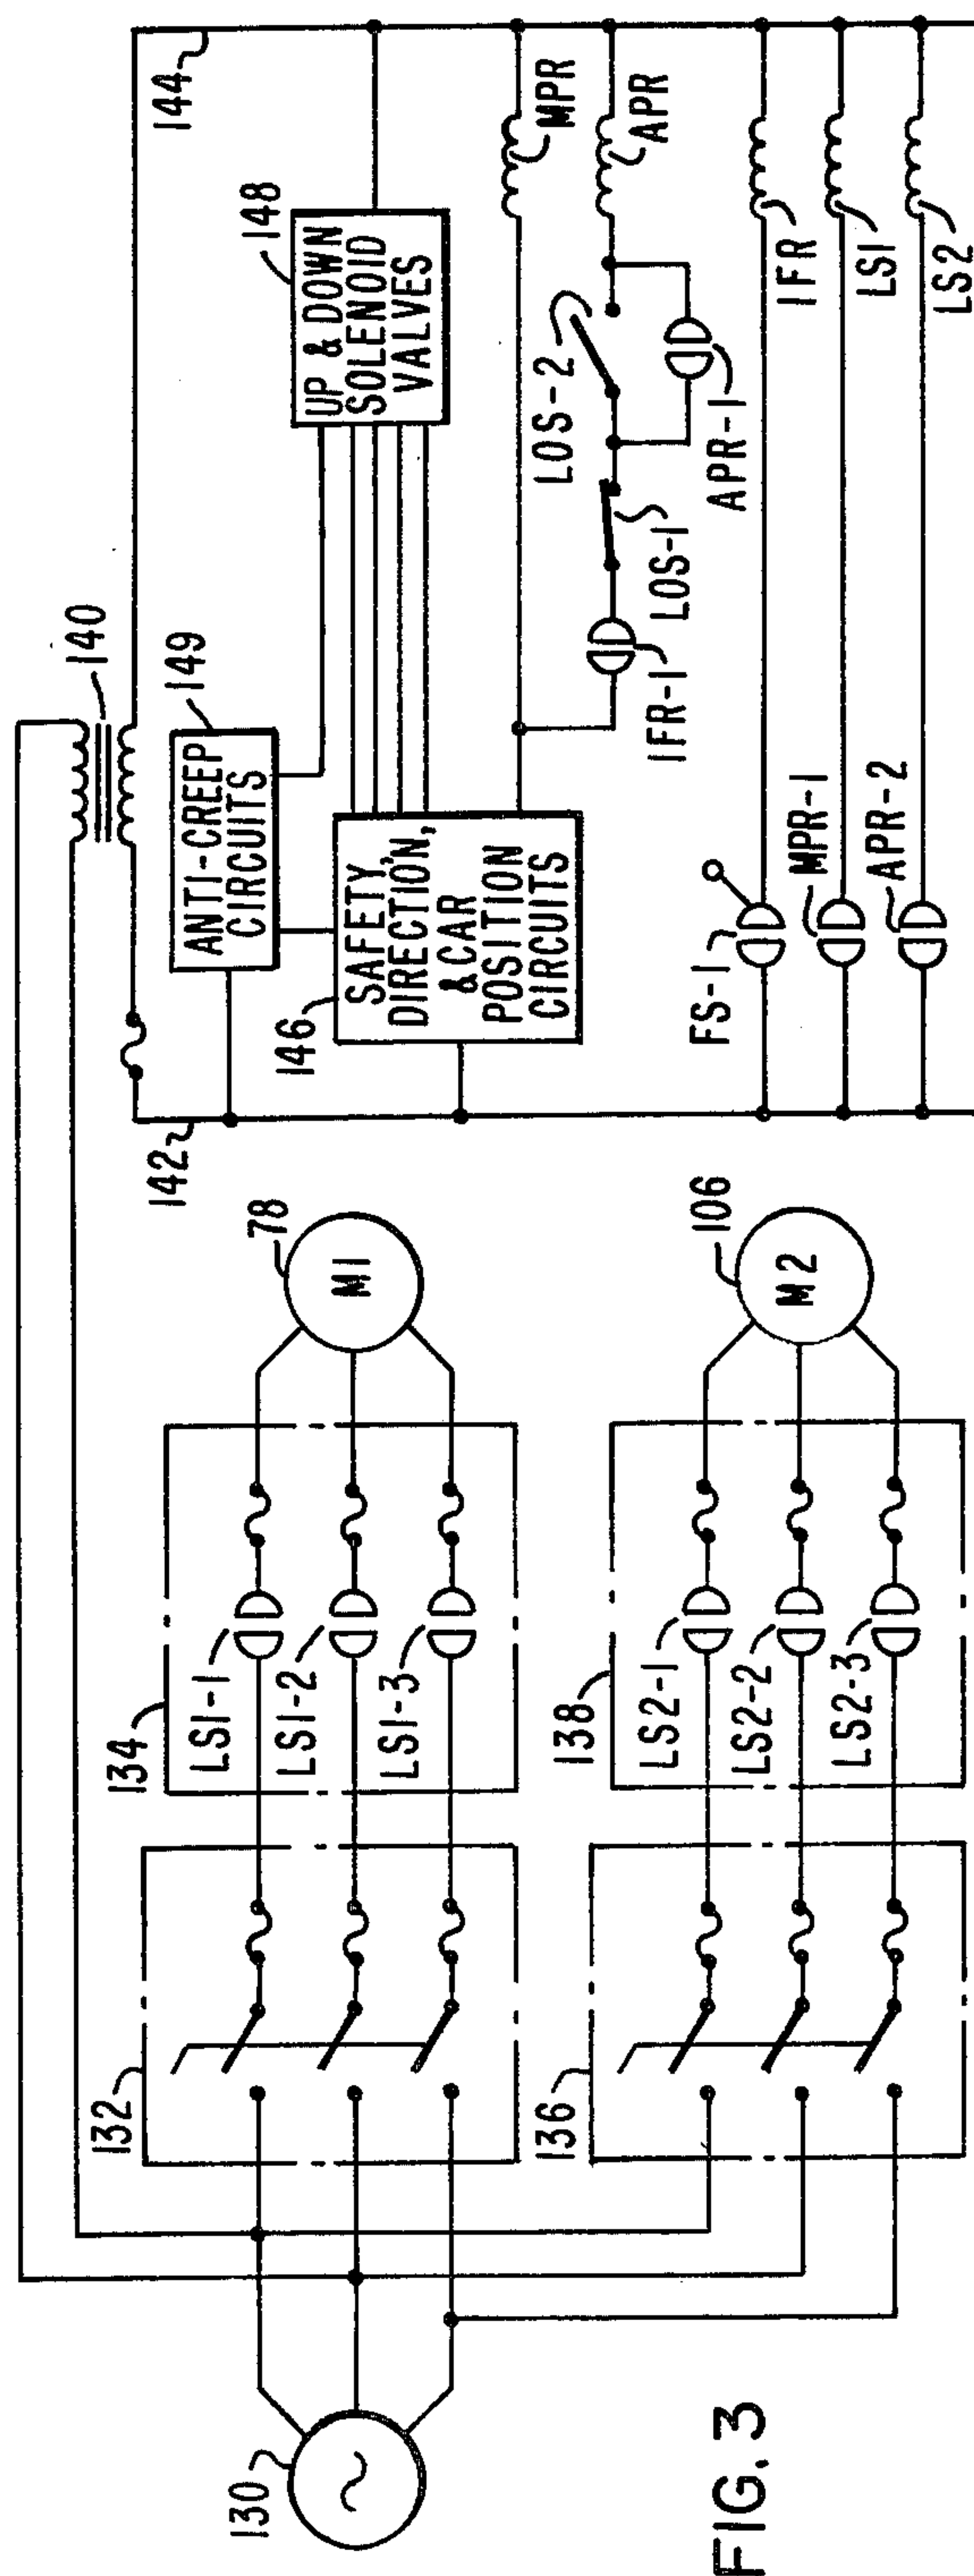 FIG. 3
130
132
136
134
138
LS1-1
LS1-2
LS1-3
LS2-1
LS2-2
LS2-3
M1
78
M2
106
140
142
144
ANTI-CREEP
CIRCUITS
149
146
SAFETY,
DIRECTION,
& CAR
POSITION
CIRCUITS
UP & DOWN
SOLENOID
VALVES
148
MPR
APR
LOS-2
LOS-1
IFR-1
APR-1
FS-1
MPR-1
APR-2
IFR
LS1
LS2